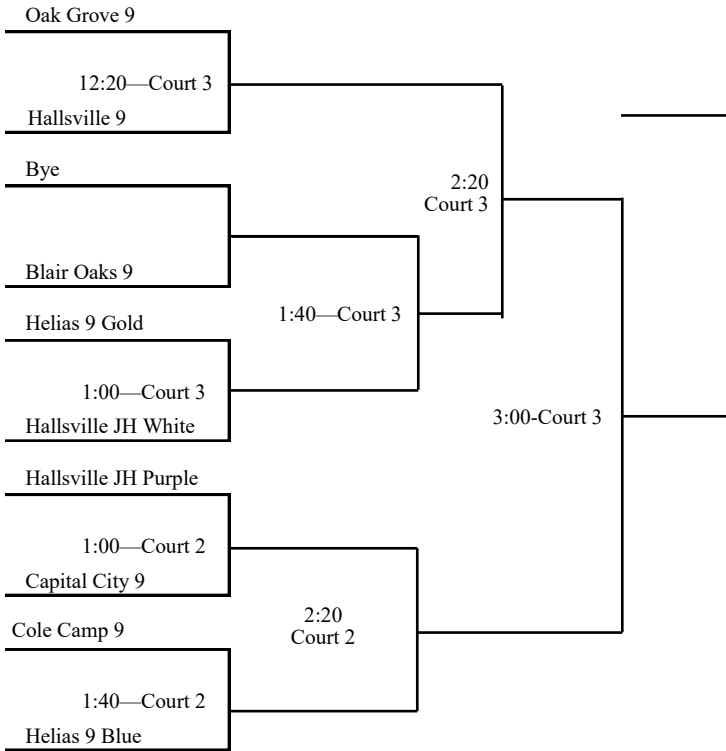 Oak Grove 9
12:20—Court 3
Hallsville 9
Bye
2:20
Court 3
Blair Oaks 9
1:40—Court 3
Helias 9 Gold
1:00—Court 3
Hallsville JH White
3:00-Court 3
Hallsville JH Purple
1:00—Court 2
Capital City 9
2:20
Court 2
Cole Camp 9
1:40—Court 2
Helias 9 Blue